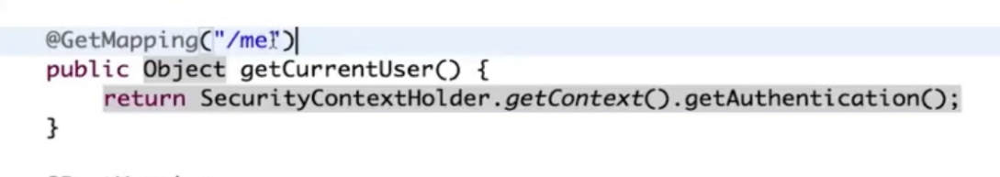 @GetMapping("/me")
public Object getCurrentUser() {
return SecurityContextHolder.getContext().getAuthentication();
}